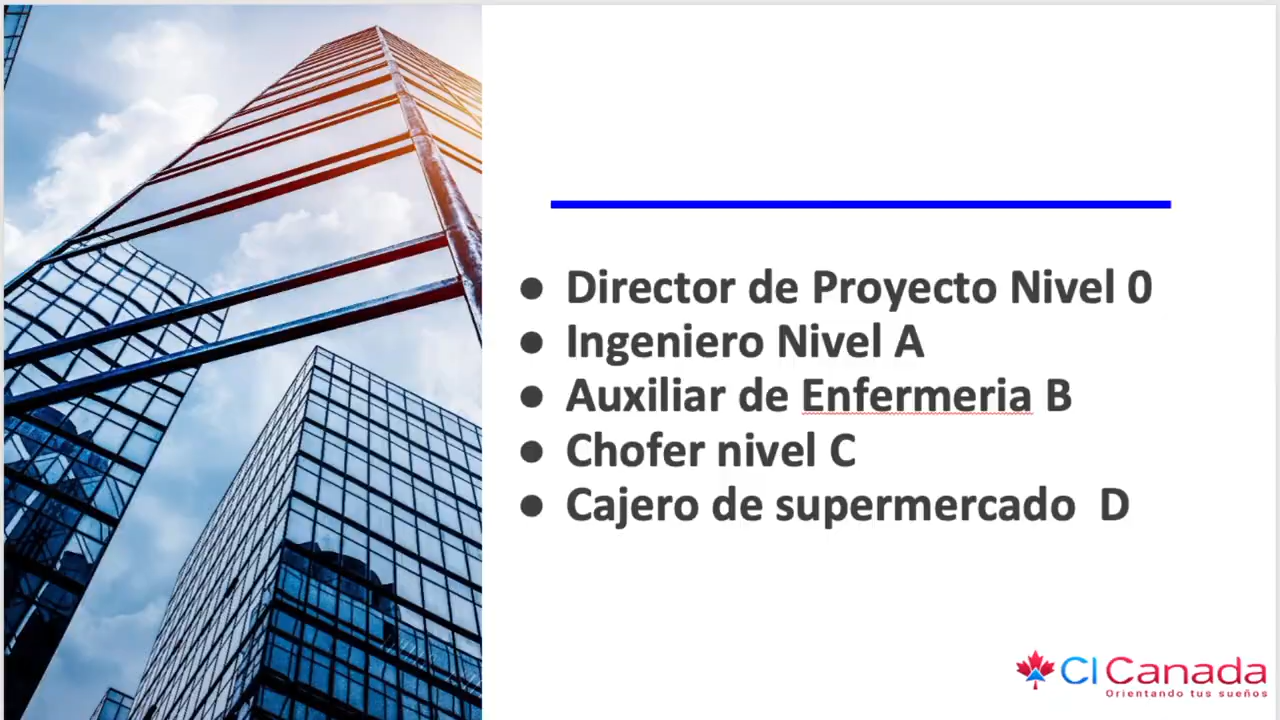 ● Director de Proyecto Nivel 0
● Ingeniero Nivel A
● Auxiliar de Enfermeria B
● Chofer nivel C
● Cajero de supermercado D
CI Canada
Orientando tus sueños